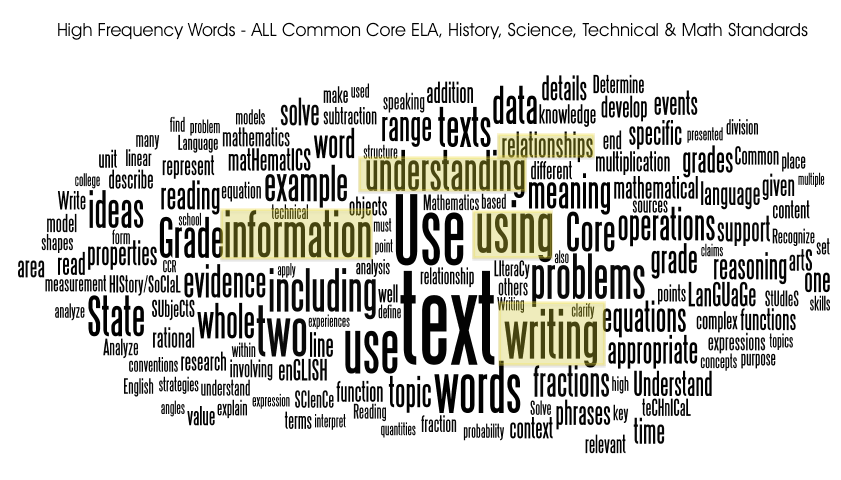 High Frequency Words - ALL Common Core ELA, History, Science, Technical & Math Standards
make used
speaking addition
data
details Determine
models
solve subtraction
range texts
knowledge develop events
find problem
Language mathematics
word
relationships end specific presented division
many
unit linear
represent
matHematICS
structure
understanding
different multiplication grades Common place
college describe
reading equation example
meaning mathematical language given multiple
Write ideas
school technical objects
Mathematics based
sources content
model
shapes form
Grade information must
Use using Core operations support Recognize
properties
point
also claims set
area read
CCR
apply analysis relationship
LIteraCy
problems grade reasoning artS
measurement HIStory/SoCIaL evidence including well
others
points LanGUaGe StUdeS one
analyze State SUbjectS
whole two experiences define
text
Writing clarify
writing equations complex functions skills
Analyze rational
within line use
appropriate expressions topics
conventions research involving enGLISH
concepts purpose
English strategies understand
function topic words fractions high Understand
angles value explain expression SCIenCe Reading
Solve phrases key teCHnICaL
terms interpret
quantities fraction probability context
time
relevant